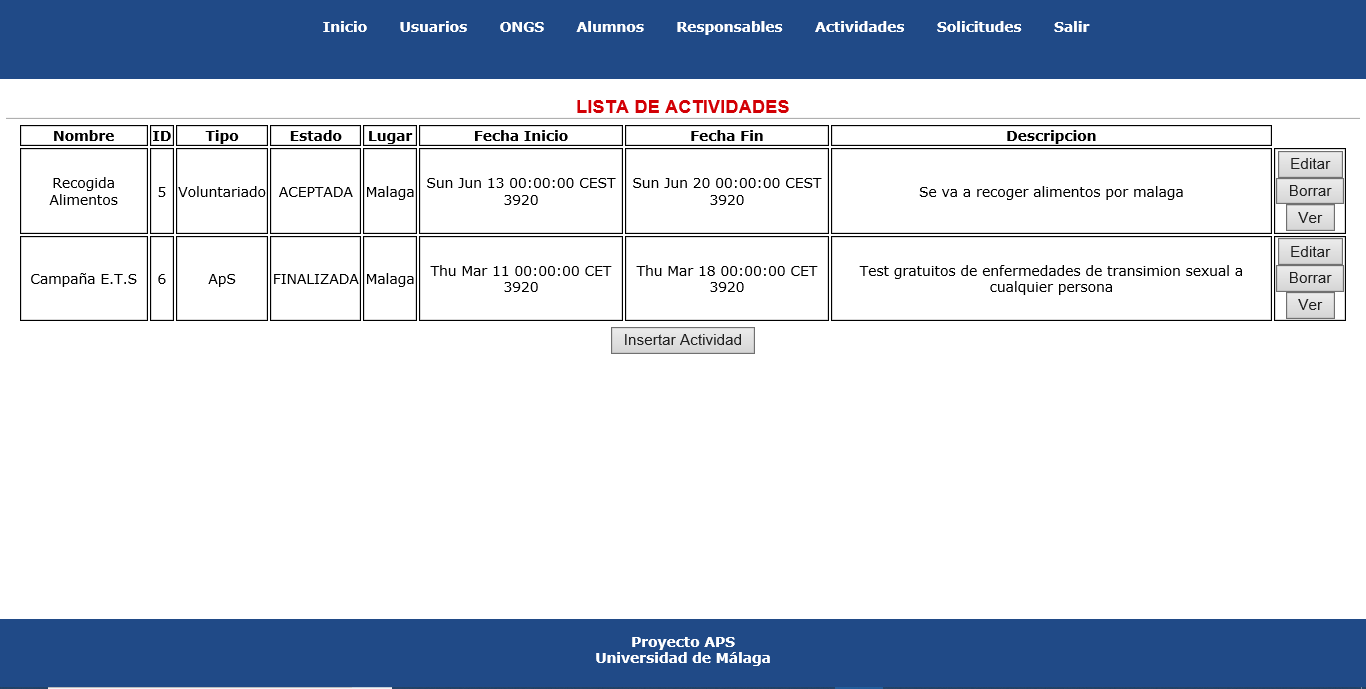 Inicio Usuarios ONGS Alumnos Responsables Actividades Solicitudes Salir
LISTA DE ACTIVIDADES
Nombre ID Tipo Estado Lugar Fecha Inicio Fecha Fin Descripcion
Recogida Alimentos 5 Voluntariado ACEPTADA Malaga Sun Jun 13 00:00:00 CEST 3920 Sun Jun 20 00:00:00 CEST 3920 Se va a recoger alimentos por malaga
Editar
Borrar
Ver
Campaña E.T.S 6 ApS FINALIZADA Malaga Thu Mar 11 00:00:00 CET 3920 Thu Mar 18 00:00:00 CET 3920 Test gratuitos de enfermedades de transimion sexual a cualquier persona
Editar
Borrar
Ver
Insertar Actividad
Proyecto APS
Universidad de Málaga